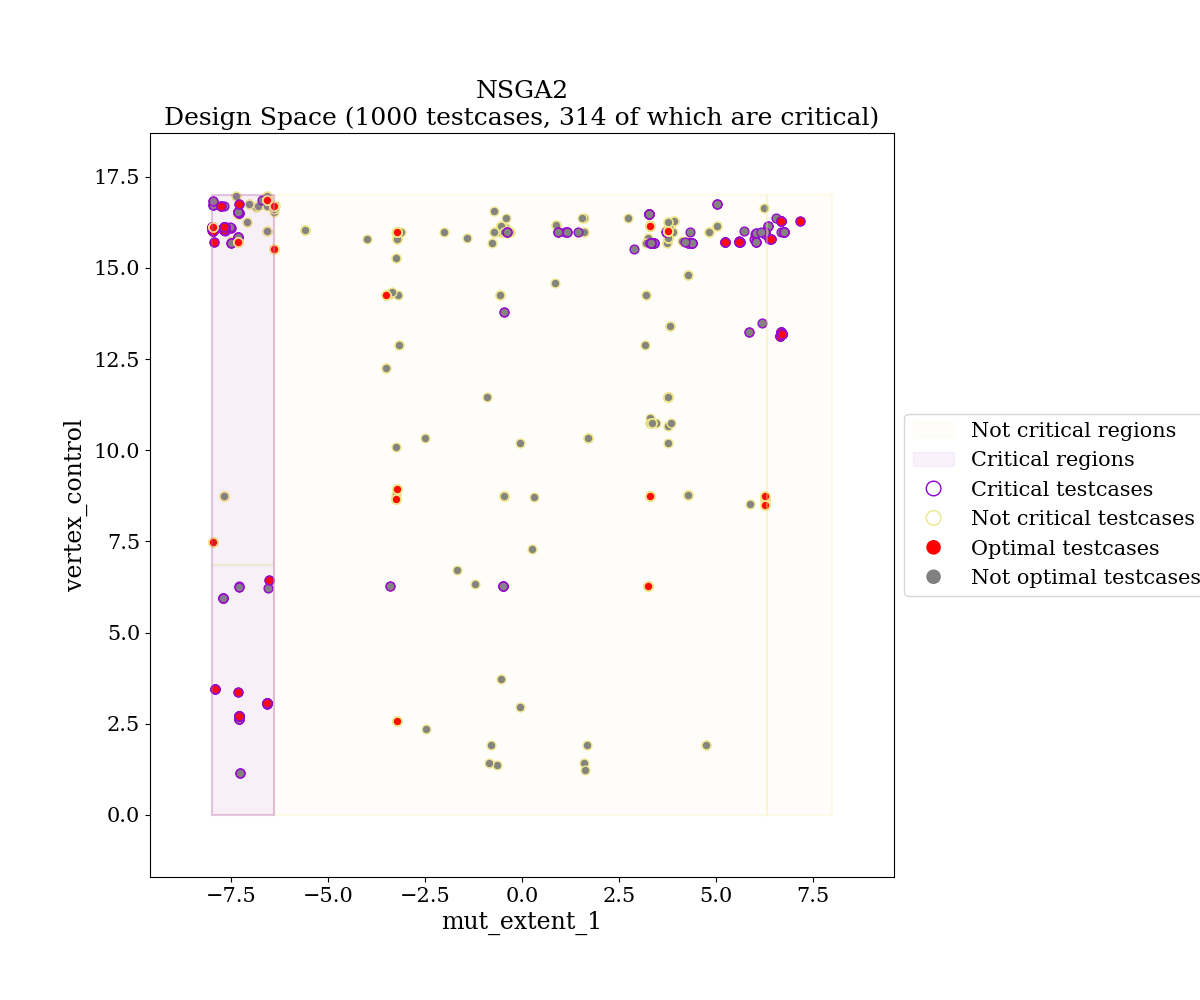 NSGA2
Design Space (1000 testcases, 314 of which are critical)
17.5
15.0
12.5
10.0
7.5
5.0
2.5
0.0
vertex_control
−7.5
−5.0
−2.5
0.0
2.5
5.0
7.5
mut_extent_1
Not critical regions
Critical regions
Critical testcases
Not critical testcases
Optimal testcases
Not optimal testcases